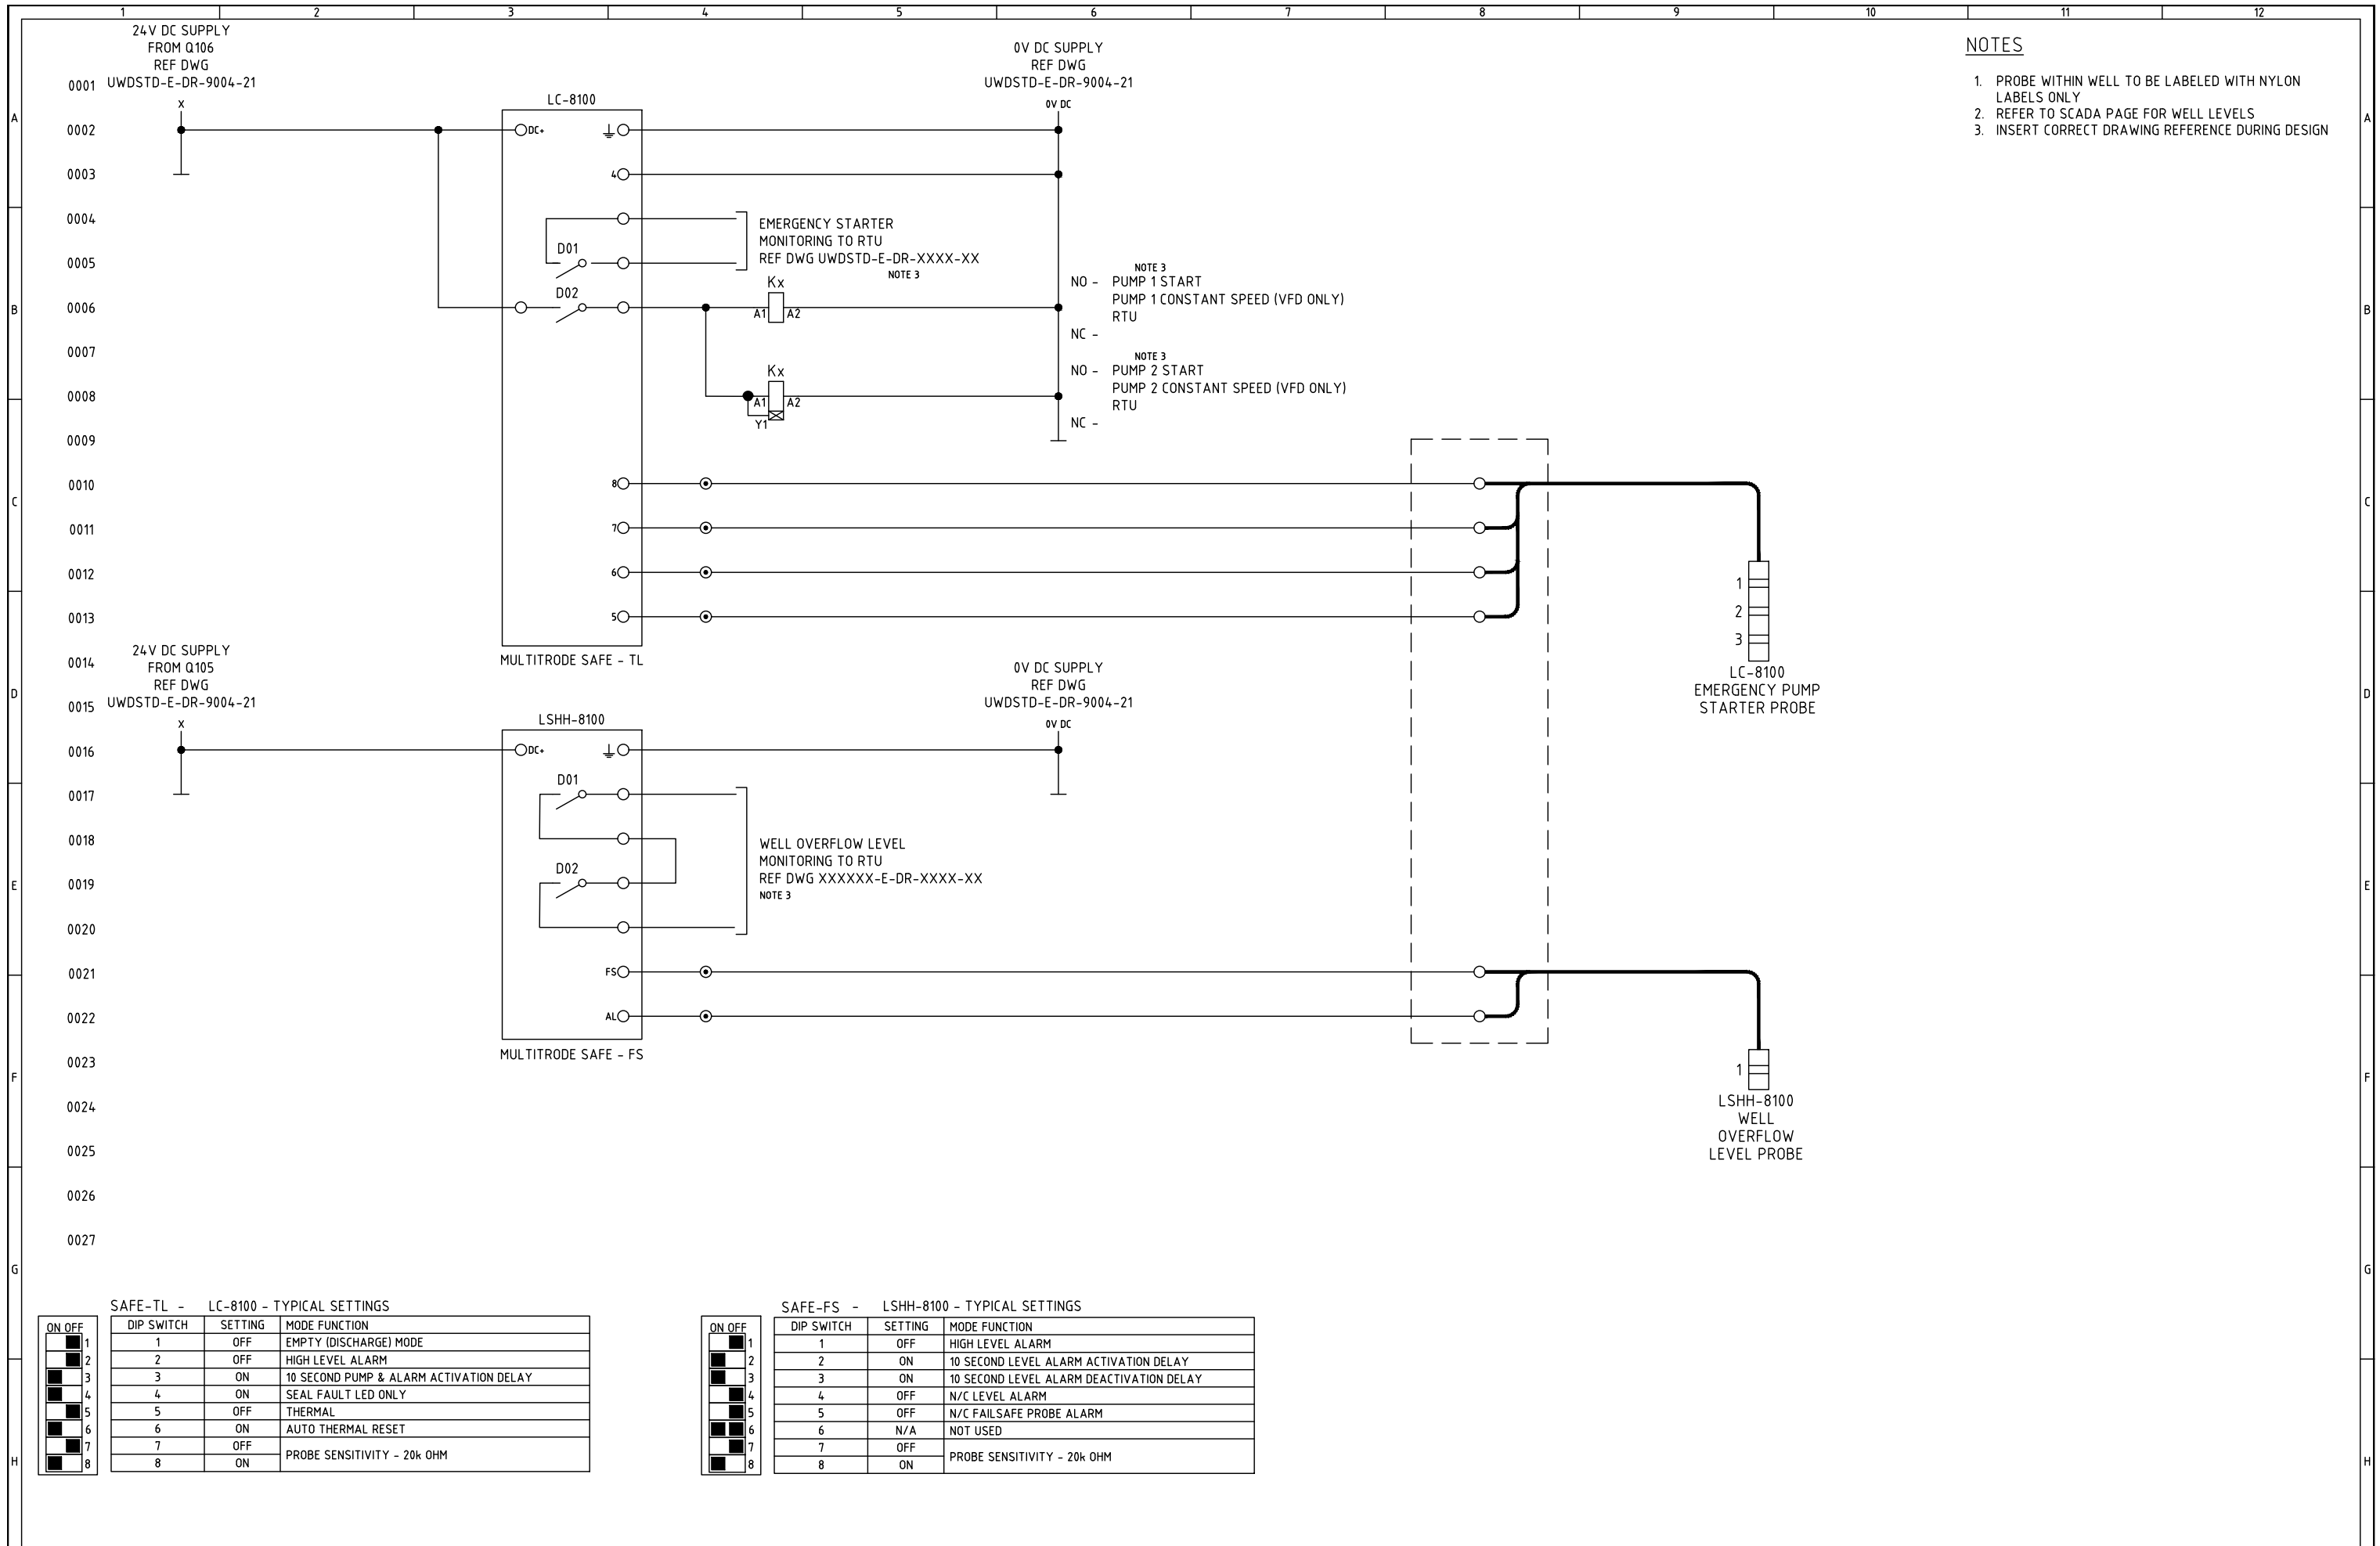 1 2 3 4 5 6 7 8 9 10 11 12
A
B
C
D
E
F
G
H
A
B
C
D
E
F
G
H
0001
0002
0003
0004
0005
0006
0007
0008
0009
0010
0011
0012
0013
0014
0015
0016
0017
0018
0019
0020
0021
0022
0023
0024
0025
0026
0027
24V DC SUPPLY
FROM Q106
REF DWG
UWDSTD-E-DR-9004-21
X
LC-8100
DC+
4
D01
D02
8
7
6
5
MULTITRODE SAFE - TL
EMERGENCY STARTER
MONITORING TO RTU
REF DWG UWDSTD-E-DR-XXXX-XX
NOTE 3
Kx
A1 A2
Kx
A1 A2
Y1
0V DC SUPPLY
REF DWG
UWDSTD-E-DR-9004-21
0V DC
NOTE 3
NO - PUMP 1 START
PUMP 1 CONSTANT SPEED (VFD ONLY)
RTU
NC -
NOTE 3
NO - PUMP 2 START
PUMP 2 CONSTANT SPEED (VFD ONLY)
RTU
NC -
1
2
3
LC-8100
EMERGENCY PUMP
STARTER PROBE
NOTES
1. PROBE WITHIN WELL TO BE LABELED WITH NYLON
LABELS ONLY
2. REFER TO SCADA PAGE FOR WELL LEVELS
3. INSERT CORRECT DRAWING REFERENCE DURING DESIGN
24V DC SUPPLY
FROM Q105
REF DWG
UWDSTD-E-DR-9004-21
X
LSHH-8100
DC+
D01
D02
FS
AL
MULTITRODE SAFE - FS
WELL OVERFLOW LEVEL
MONITORING TO RTU
REF DWG XXXXXX-E-DR-XXXX-XX
NOTE 3
0V DC SUPPLY
REF DWG
UWDSTD-E-DR-9004-21
0V DC
1
LSHH-8100
WELL
OVERFLOW
LEVEL PROBE
ON OFF
1
2
3
4
5
6
7
8
SAFE-TL - LC-8100 - TYPICAL SETTINGS
DIP SWITCH SETTING MODE FUNCTION
1 OFF EMPTY (DISCHARGE) MODE
2 OFF HIGH LEVEL ALARM
3 ON 10 SECOND PUMP & ALARM ACTIVATION DELAY
4 ON SEAL FAULT LED ONLY
5 OFF THERMAL
6 ON AUTO THERMAL RESET
7 OFF
PROBE SENSITIVITY - 20k OHM
8 ON
ON OFF
1
2
3
4
5
6
7
8
SAFE-FS - LSHH-8100 - TYPICAL SETTINGS
DIP SWITCH SETTING MODE FUNCTION
1 OFF HIGH LEVEL ALARM
2 ON 10 SECOND LEVEL ALARM ACTIVATION DELAY
3 ON 10 SECOND LEVEL ALARM DEACTIVATION DELAY
4 OFF N/C LEVEL ALARM
5 OFF N/C FAILSAFE PROBE ALARM
6 N/A NOT USED
7 OFF
PROBE SENSITIVITY - 20k OHM
8 ON